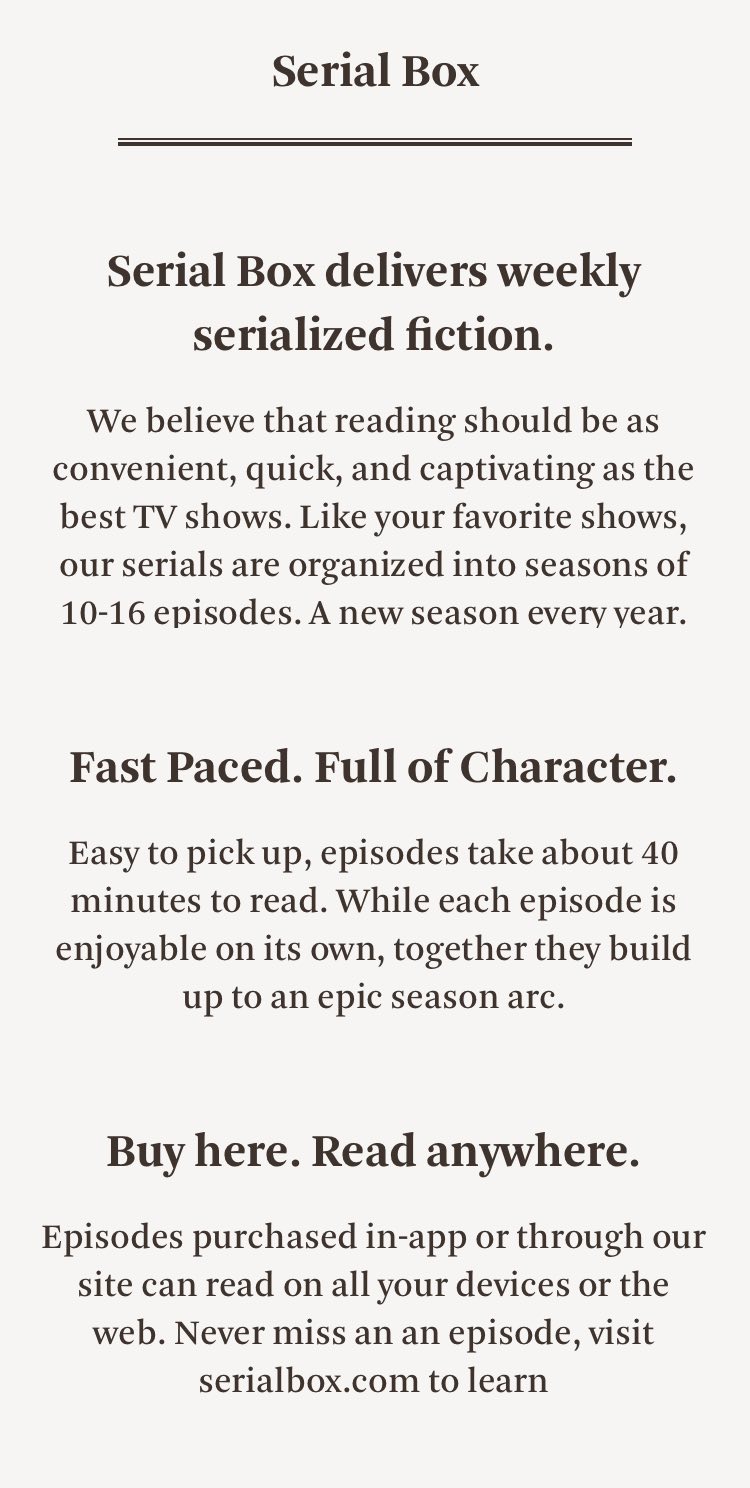 Serial Box
Serial Box delivers weekly
serialized fiction.
We believe that reading should be as
convenient, quick, and captivating as the
best TV shows. Like your favorite shows,
our serials are organized into seasons of
10-16 episodes. A new season every year.
Fast Paced. Full of Character.
Easy to pick up, episodes take about 40
minutes to read. While each episode is
enjoyable on its own, together they build
up to an epic season arc.
Buy here. Read anywhere.
Episodes purchased in-app or through our
site can read on all your devices or the
web. Never miss an an episode, visit
serialbox.com to learn